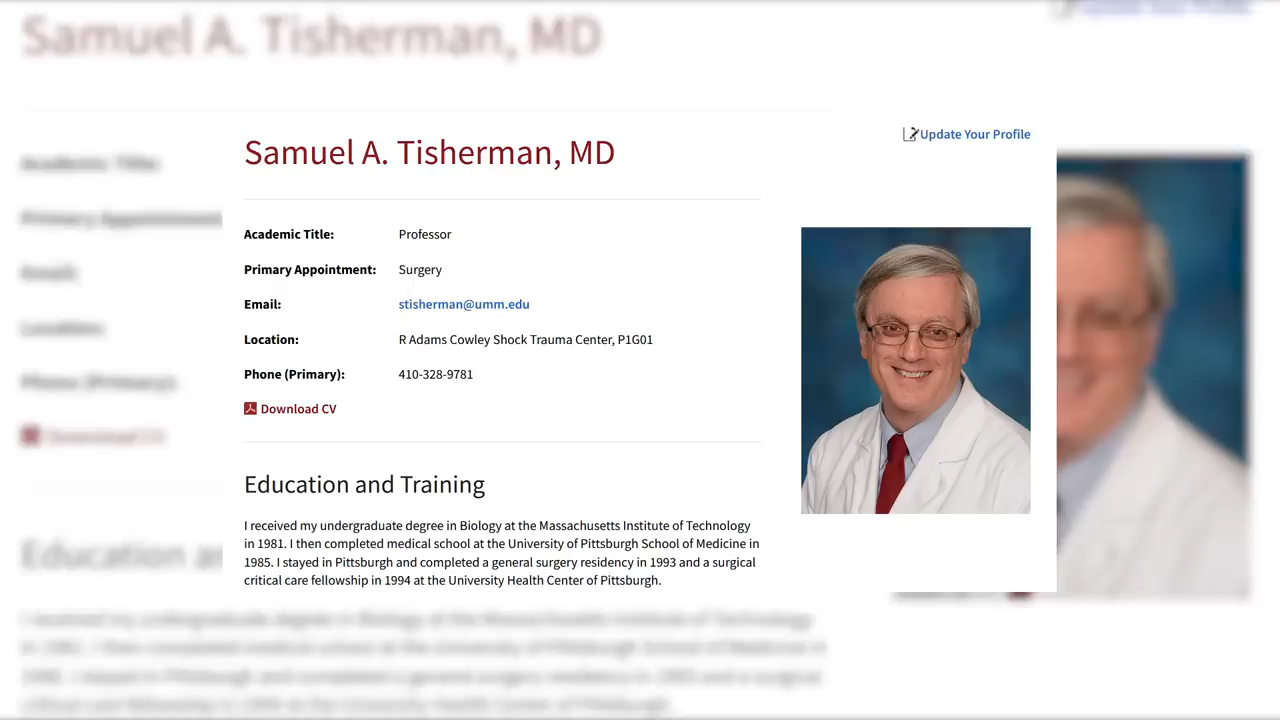 Samuel A. Tisherman, MD
Update Your Profile
Samuel A. Tisherman, MD
Academic Title: Professor
Primary Appointment: Surgery
Email: stisherman@umm.edu
Location: R Adams Cowley Shock Trauma Center, P1G01
Phone (Primary): 410-328-9781
Download CV
Education and Training
I received my undergraduate degree in Biology at the Massachusetts Institute of Technology
in 1981. I then completed medical school at the University of Pittsburgh School of Medicine in
1985. I stayed in Pittsburgh and completed a general surgery residency in 1993 and a surgical
critical care fellowship in 1994 at the University Health Center of Pittsburgh.